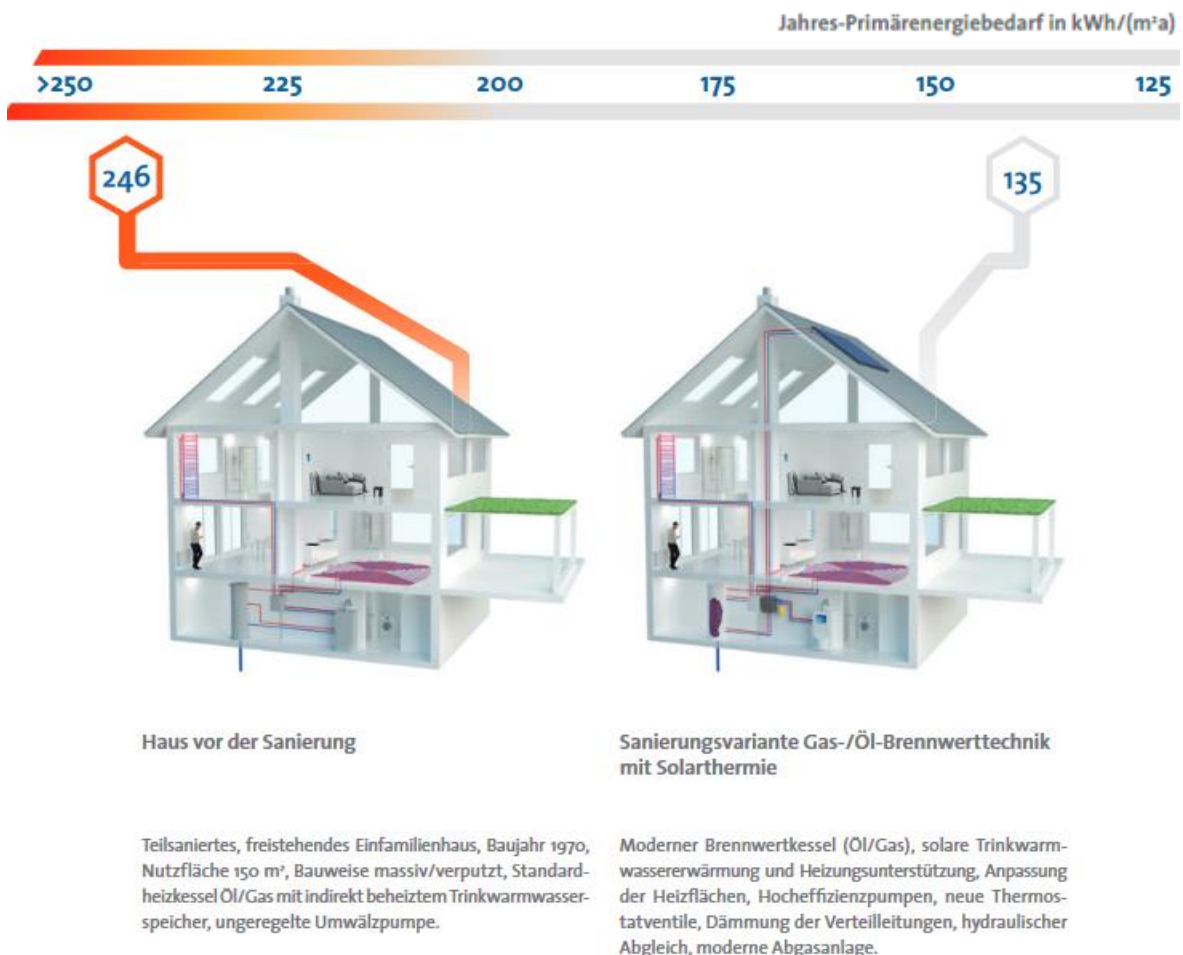 Jahres-Primärenergiebedarf in kWh/(m²a)
>250 225 200 175 150 125
246 135
Haus vor der Sanierung
Teilsaniertes, freistehendes Einfamilienhaus, Baujahr 1970,
Nutzfläche 150 m², Bauweise massiv/verputzt, Standard-
heizkessel Öl/Gas mit indirekt beheiztem Trinkwarmwasser-
speicher, ungeregelte Umwälzpumpe.
Sanierungsvariante Gas-/Öl-Brennwerttechnik
mit Solarthermie
Moderner Brennwertkessel (Öl/Gas), solare Trinkwarm-
wassererwärmung und Heizungsunterstützung, Anpassung
der Heizflächen, Hocheffizienzpumpen, neue Thermos-
tatventile, Dämmung der Verteilleitungen, hydraulischer
Abgleich, moderne Abgasanlage.